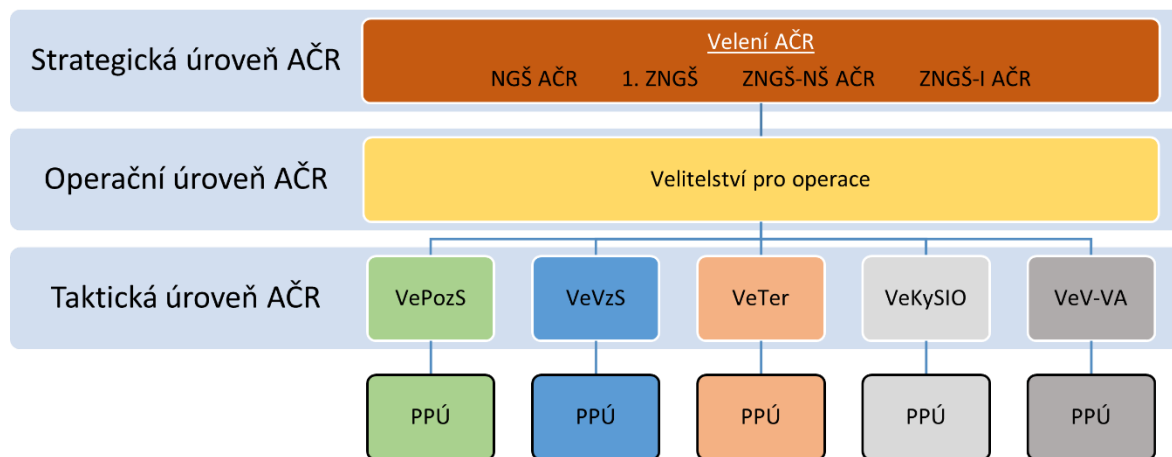 Strategická úroveň AČR
Velení AČR
NGŠ AČR 1. ZNGŠ ZNGŠ-NŠ AČR ZNGŠ-I AČR
Operační úroveň AČR
Velitelství pro operace
Taktická úroveň AČR
VePozS VeVzS VeTer VeKySIO VeV-VA
PPÚ PPÚ PPÚ PPÚ PPÚ